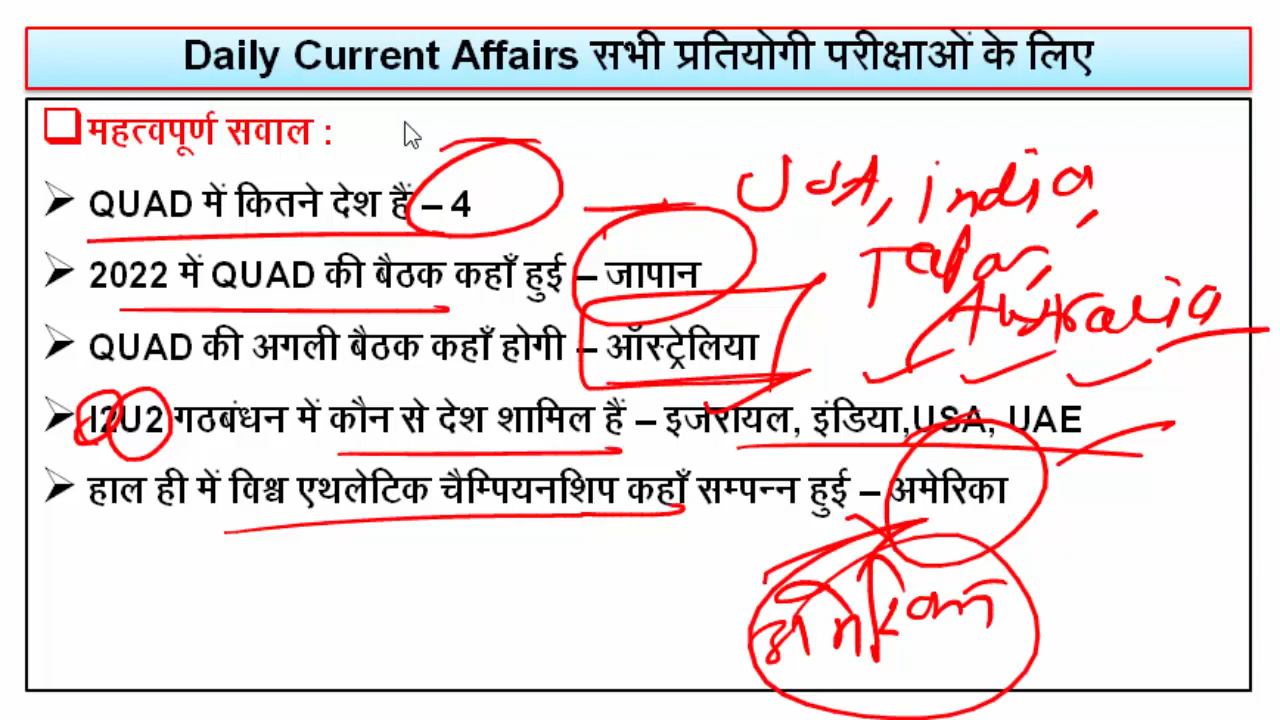 Daily Current Affairs सभी प्रतियोगी परीक्षाओं के लिए
महत्वपूर्ण सवाल :
QUAD में कितने देश हैं – 4
USA, india,
2022 में QUAD की बैठक कहाँ हुई – जापान
Australia
QUAD की अगली बैठक कहाँ होगी – ऑस्ट्रेलिया
I2U2 गठबंधन में कौन से देश शामिल हैं – इजरायल, इंडिया,USA, UAE
हाल ही में विश्व एथलेटिक चैम्पियनशिप कहाँ सम्पन्न हुई – अमेरिका